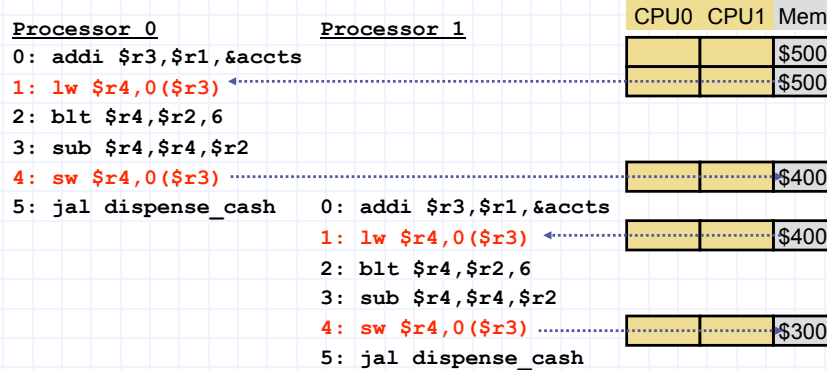 CPU0 CPU1 Mem
Processor 0 Processor 1
0: addi $r3,$r1,&accts $500
1: lw $r4,0($r3) $500
2: blt $r4,$r2,6
3: sub $r4,$r4,$r2
4: sw $r4,0($r3) $400
5: jal dispense_cash 0: addi $r3,$r1,&accts
1: lw $r4,0($r3) $400
2: blt $r4,$r2,6
3: sub $r4,$r4,$r2
4: sw $r4,0($r3) $300
5: jal dispense_cash